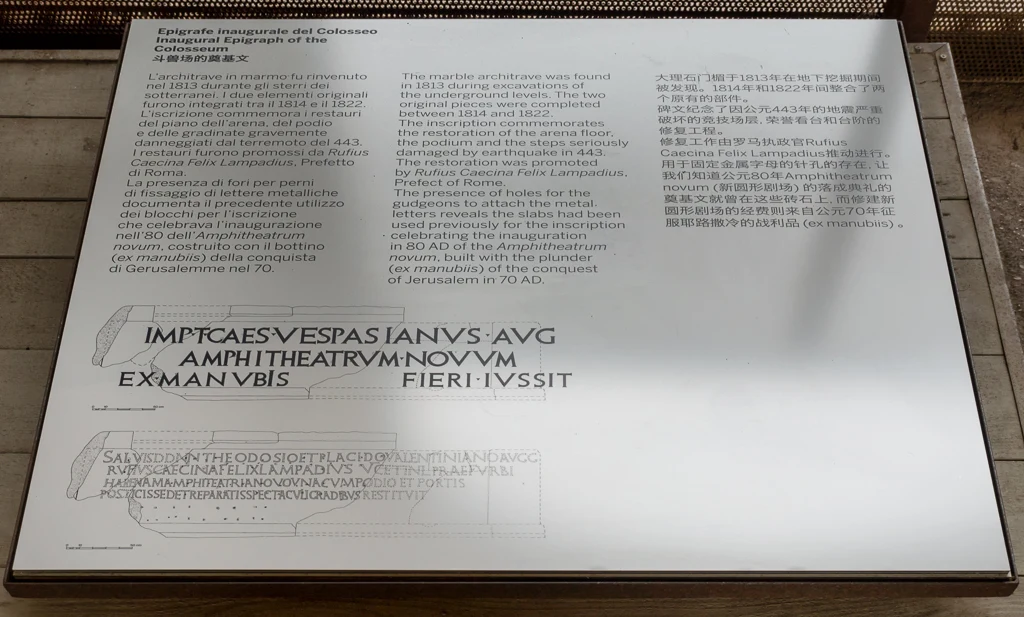 Epigrafe inaugurale del Colosseo
Inaugural Epigraph of the
Colosseum
斗兽场的奠基文
L'architrave in marmo fu rinvenuto
nel 1813 durante gli sterri dei
sotterranei. I due elementi originali
furono integrati tra il 1814 e il 1822.
L'iscrizione commemora i restauri
del piano dell'arena, del podio
e delle gradinate gravemente
danneggiati dal terremoto del 443.
I restauri furono promossi da Rufius
Caecina Felix Lampadius, Prefetto
di Roma.
La presenza di fori per perni
di fissaggio di lettere metalliche
documenta il precedente utilizzo
dei blocchi per l'iscrizione
che celebrava l'inaugurazione
nell'80 dell'Amphitheatrum
novum, costruito con il bottino
(ex manubiis) della conquista
di Gerusalemme nel 70.
The marble architrave was found
in 1813 during excavations of
the underground levels. The two
original pieces were completed
between 1814 and 1822.
The inscription commemorates
the restoration of the arena floor,
the podium and the steps seriously
damaged by earthquake in 443.
The restoration was promoted
by Rufius Caecina Felix Lampadius,
Prefect of Rome.
The presence of holes for the
gudgeons to attach the metal
letters reveals the slabs had been
used previously for the inscription
celebrating the inauguration
in 80 AD of the Amphitheatrum
novum, built with the plunder
(ex manubiis) of the conquest
of Jerusalem in 70 AD.
大理石门楣于1813年在地下挖掘期间
被发现。1814年和1822年间整合了两
个原有的部件。
碑文纪念了因公元443年的地震严重
破坏的竞技场层, 荣誉看台和台阶的
修复工程。
修复工作由罗马执政官Rufius
Caecina Felix Lampadius推动进行。
用于固定金属字母的针孔的存在, 让
我们知道公元80年Amphitheatrum
novum (新圆形剧场) 的落成典礼的
奠基文就曾在这些砖石上, 而修建新
圆形剧场的经费则来自公元70年征
服耶路撒冷的战利品 (ex manubiis) 。
IMP·T·CAES·VESPASIANVS·AVG
AMPHITHEATRVM·NOVVM
EX·MANVBIS FIERI·IVSSIT
SALVIS DD NN THEODOSIO ET PLACIDO VALENTINIANO AVGG
RVFIVS CAECINA FELIX LAMPADIVS VC ET INL PRAEF VRBI
AMPHITEATRI A NOVO VNA CVM PODIO ET PORTIS
POSTICIS SED ET REPARATIS SPECTACVLI GRADIBVS RESTITVIT